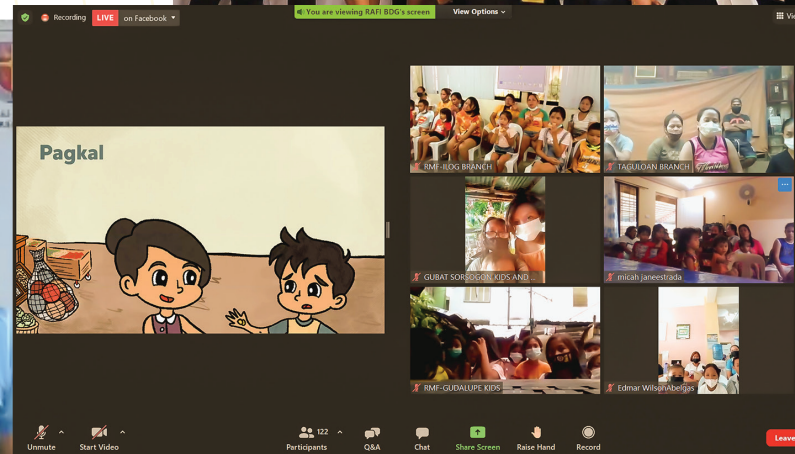 Recording
LIVE
on Facebook
You are viewing RAFI BDG's screen
View Options
Pagkal
RMF-ILOG BRANCH
TAGULOAN BRANCH
GUBAT SORSOGON KIDS AND ...
micah janeestrada
RMF-GUDALUPE KIDS
Edmar WilsonAbelgas
Unmute
Start Video
122
Participants
Q&A
Chat
Share Screen
Raise Hand
Record
Leave